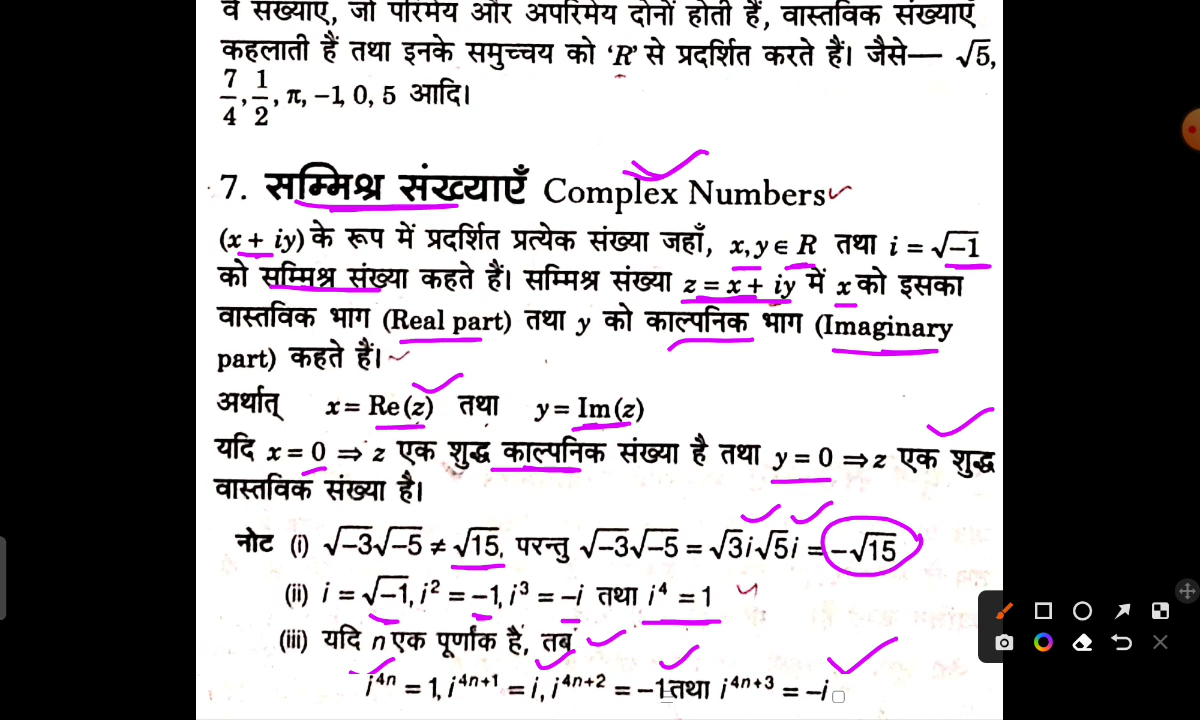 वे संख्याएँ, जो परिमेय और अपरिमेय दोनों होती हैं, वास्तविक संख्याएँ
कहलाती हैं तथा इनके समुच्चय को ‘R’ से प्रदर्शित करते हैं। जैसे— √5,
7/4, 1/2, π, −1, 0, 5 आदि।
7. सम्मिश्र संख्याएँ Complex Numbers
(x + iy) के रूप में प्रदर्शित प्रत्येक संख्या जहाँ, x, y ∈ R तथा i = √−1
को सम्मिश्र संख्या कहते हैं। सम्मिश्र संख्या z = x + iy में x को इसका
वास्तविक भाग (Real part) तथा y को काल्पनिक भाग (Imaginary
part) कहते हैं।
अर्थात् x = Re(z) तथा y = Im(z)
यदि x = 0 ⇒ z एक शुद्ध काल्पनिक संख्या है तथा y = 0 ⇒ z एक शुद्ध
वास्तविक संख्या है।
नोट (i) √−3√−5 ≠ √15, परन्तु √−3√−5 = √3i√5i = −√15
(ii) i = √−1, i² = −1, i³ = −i तथा i⁴ = 1
(iii) यदि n एक पूर्णांक है, तब
i⁴ⁿ = 1, i⁴ⁿ⁺¹ = i, i⁴ⁿ⁺² = −1 तथा i⁴ⁿ⁺³ = −i